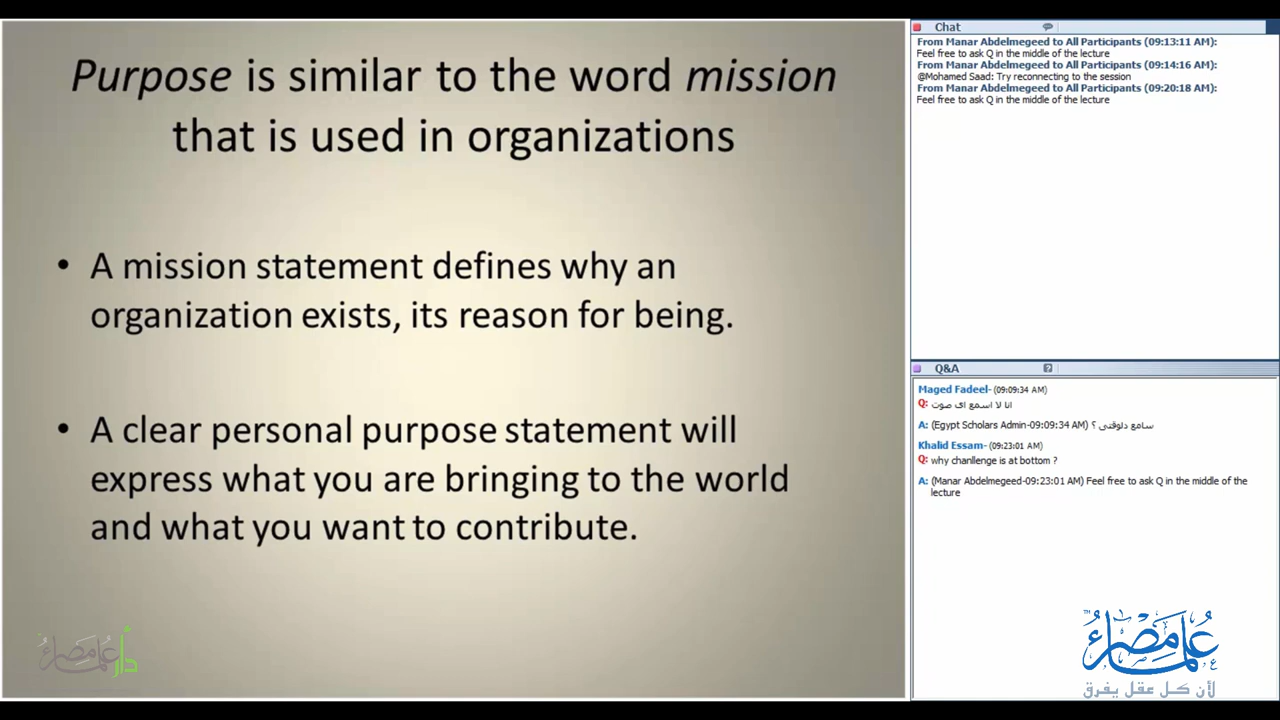 Purpose is similar to the word mission
that is used in organizations
• A mission statement defines why an
organization exists, its reason for being.
• A clear personal purpose statement will
express what you are bringing to the world
and what you want to contribute.
دار علماء مصر
Chat
From Manar Abdelmegeed to All Participants (09:13:11 AM):
Feel free to ask Q in the middle of the lecture
From Manar Abdelmegeed to All Participants (09:14:16 AM):
@Mohamed Saad: Try reconnecting to the session
From Manar Abdelmegeed to All Participants (09:20:18 AM):
Feel free to ask Q in the middle of the lecture
Q&A
Maged Fadeel- (09:09:34 AM)
Q: انا لا اسمع اى صوت
A: (Egypt Scholars Admin-09:09:34 AM) سامع دلوقتى ؟
Khalid Essam- (09:23:01 AM)
Q: why chanllenge is at bottom ?
A: (Manar Abdelmegeed-09:23:01 AM) Feel free to ask Q in the middle of the
lecture
علماء مصر
لأن كل عقل يفرق